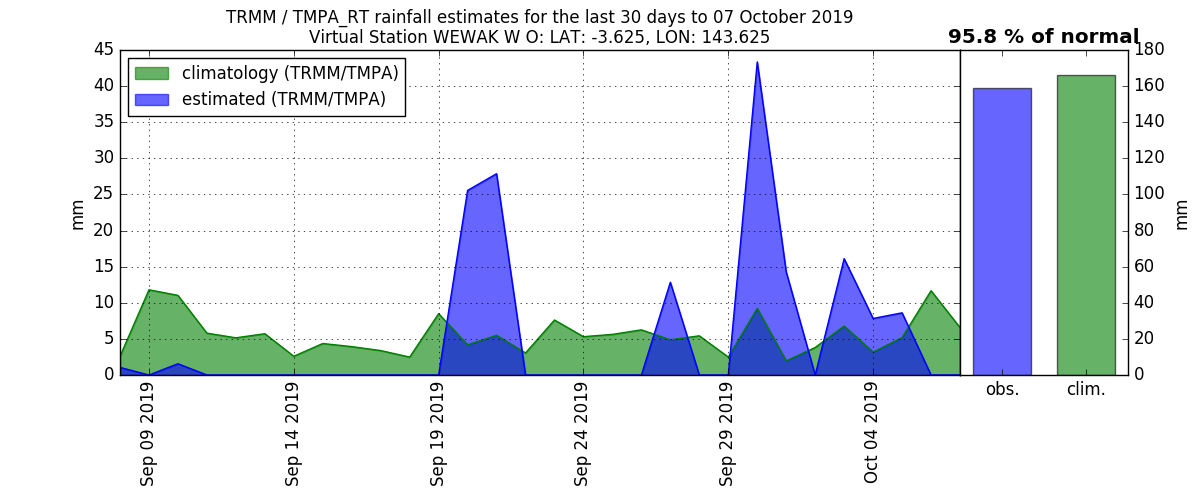 TRMM / TMPA_RT rainfall estimates for the last 30 days to 07 October 2019
Virtual Station WEWAK W O: LAT: -3.625, LON: 143.625
95.8 % of normal
climatology (TRMM/TMPA)
estimated (TRMM/TMPA)
mm
45
40
35
30
25
20
15
10
5
0
Sep 09 2019
Sep 14 2019
Sep 19 2019
Sep 24 2019
Sep 29 2019
Oct 04 2019
180
160
140
120
100
80
60
40
20
0
mm
obs.
clim.